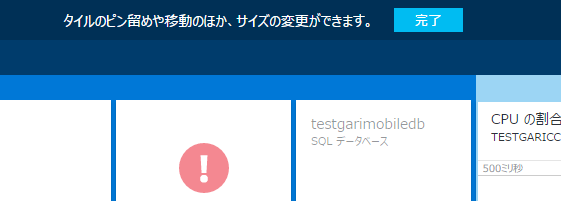 タイルのピン留めや移動のほか、サイズの変更ができます。 完了
testgarimobiledb
SQL データベース
CPU の割合
TESTGARICC
500ミリ秒